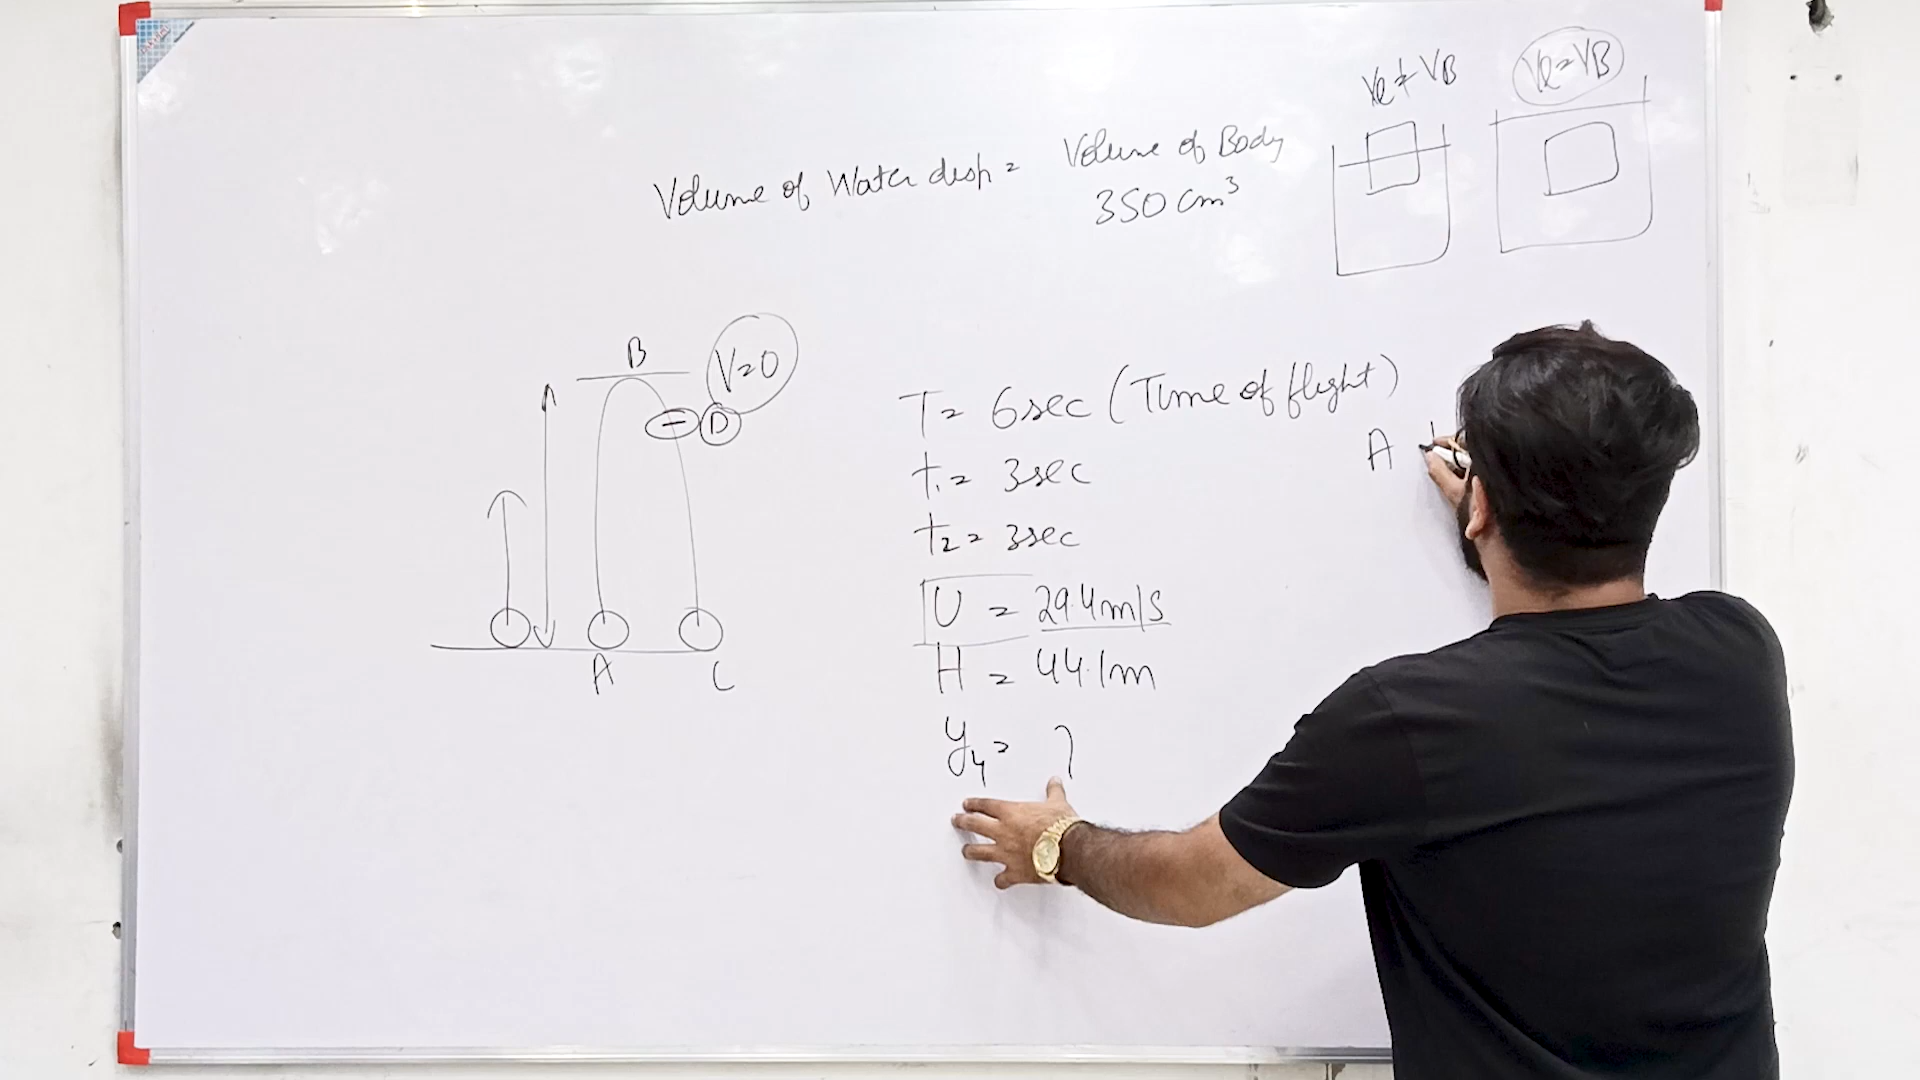 Vl ≠ VB
Vl = VB
Volume of Water disp = Volume of Body
350 cm³
B
V=0
D
A
C
T = 6sec (Time of flight)
A
t₁ = 3sec
t₂ = 3sec
U = 29.4m/s
H = 44.1m
y₄ = ?